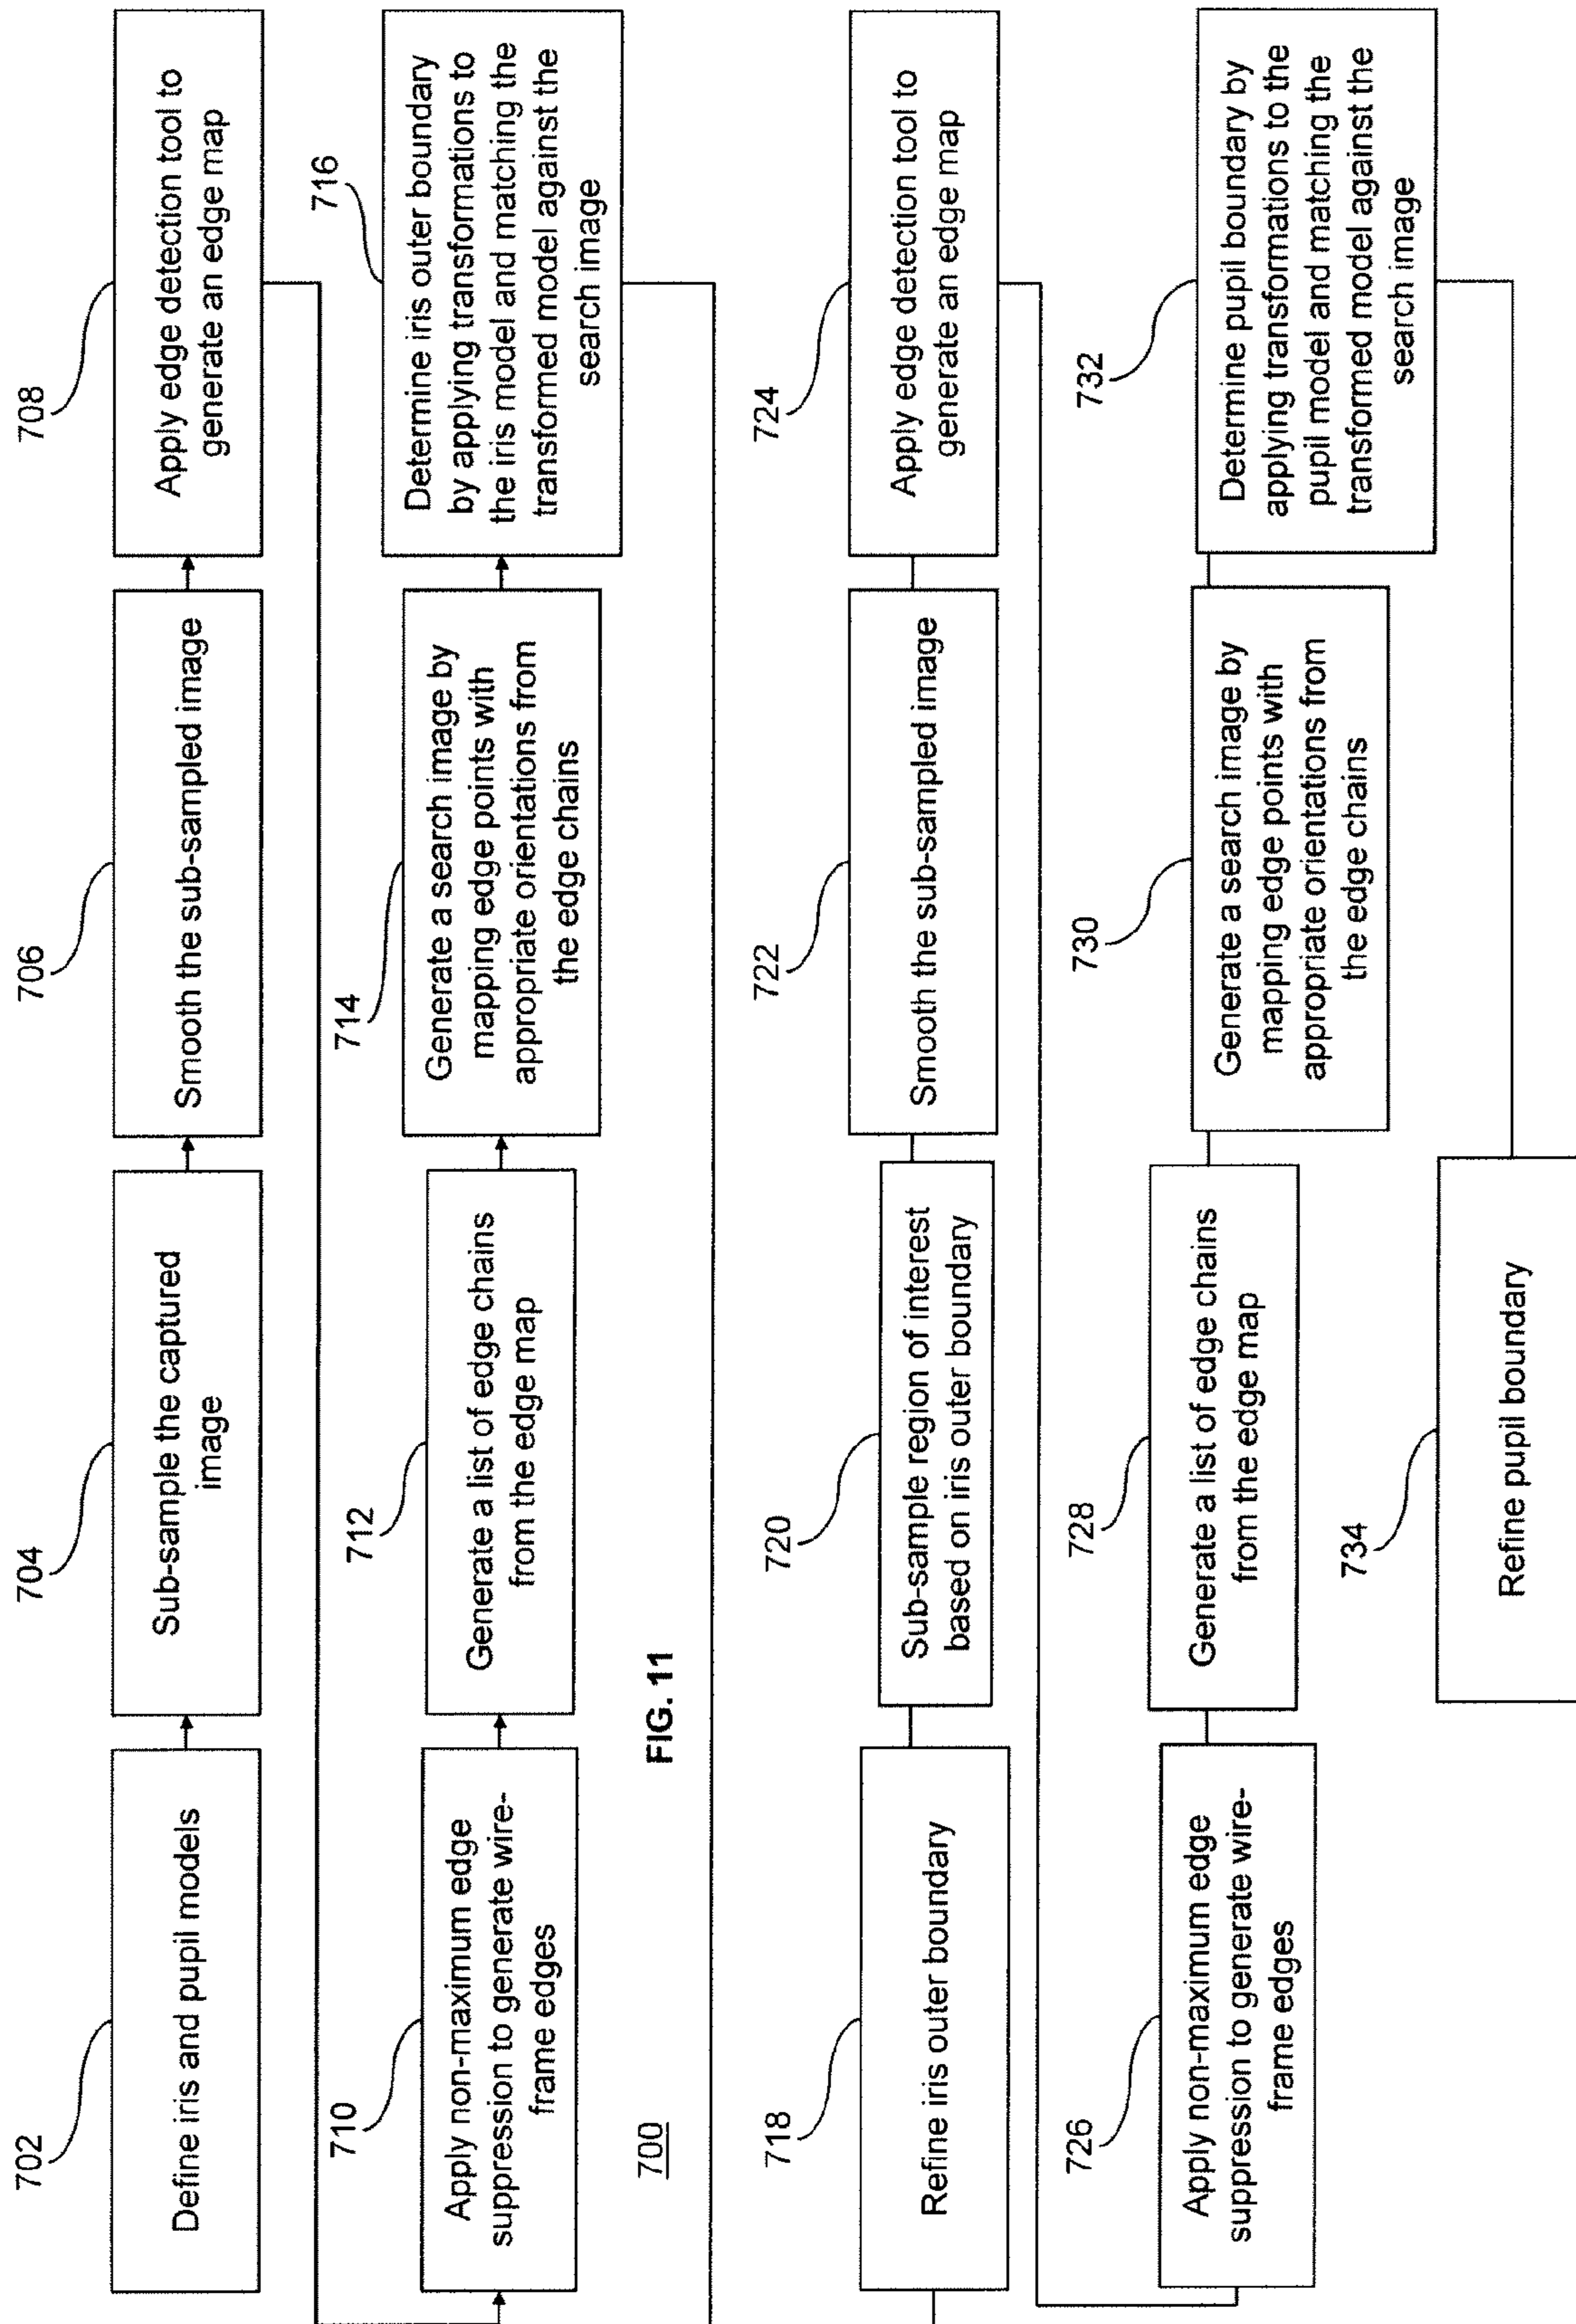 702
Define iris and pupil models
704
Sub-sample the captured
image
706
Smooth the sub-sampled image
708
Apply edge detection tool to
generate an edge map
710
Apply non-maximum edge
suppression to generate wire-
frame edges
712
Generate a list of edge chains
from the edge map
714
Generate a search image by
mapping edge points with
appropriate orientations from
the edge chains
716
Determine iris outer boundary
by applying transformations to
the iris model and matching the
transformed model against the
search image
700
FIG. 11
718
Refine iris outer boundary
720
Sub-sample region of interest
based on iris outer boundary
722
Smooth the sub-sampled image
724
Apply edge detection tool to
generate an edge map
726
Apply non-maximum edge
suppression to generate wire-
frame edges
728
Generate a list of edge chains
from the edge map
730
Generate a search image by
mapping edge points with
appropriate orientations from
the edge chains
732
Determine pupil boundary by
applying transformations to the
pupil model and matching the
transformed model against the
search image
734
Refine pupil boundary